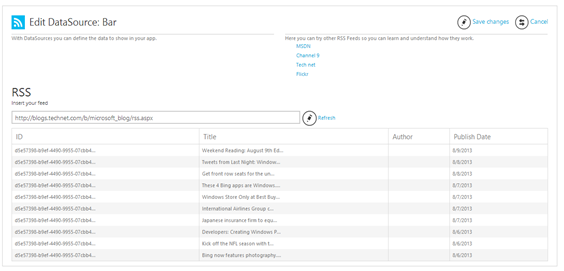 Edit DataSource: Bar
Save changes
Cancel
With DataSources you can define the data to show in your app.
Here you can try other RSS Feeds so you can learn and understand how they work.
MSDN
Channel 9
Tech net
Flickr
RSS
Insert your feed
http://blogs.technet.com/b/microsoft_blog/rss.aspx
Refresh
ID Title Author Publish Date
d5e57398-b9ef-4490-9955-07cbb4... Weekend Reading: August 9th Ed... 8/9/2013
d5e57398-b9ef-4490-9955-07cbb4... Tweets from Last Night: Window... 8/9/2013
d5e57398-b9ef-4490-9955-07cbb4... Get front row seats for the un... 8/8/2013
d5e57398-b9ef-4490-9955-07cbb4... These 4 Bing apps are Windows... 8/7/2013
d5e57398-b9ef-4490-9955-07cbb4... Windows Store Only at Best Buy... 8/7/2013
d5e57398-b9ef-4490-9955-07cbb4... International Airlines Group c... 8/7/2013
d5e57398-b9ef-4490-9955-07cbb4... Japanese insurance firm to equ... 8/7/2013
d5e57398-b9ef-4490-9955-07cbb4... Developers: Creating Windows P... 8/6/2013
d5e57398-b9ef-4490-9955-07cbb4... Kick off the NFL season with t... 8/6/2013
d5e57398-b9ef-4490-9955-07cbb4... Bing now features photography,... 8/6/2013